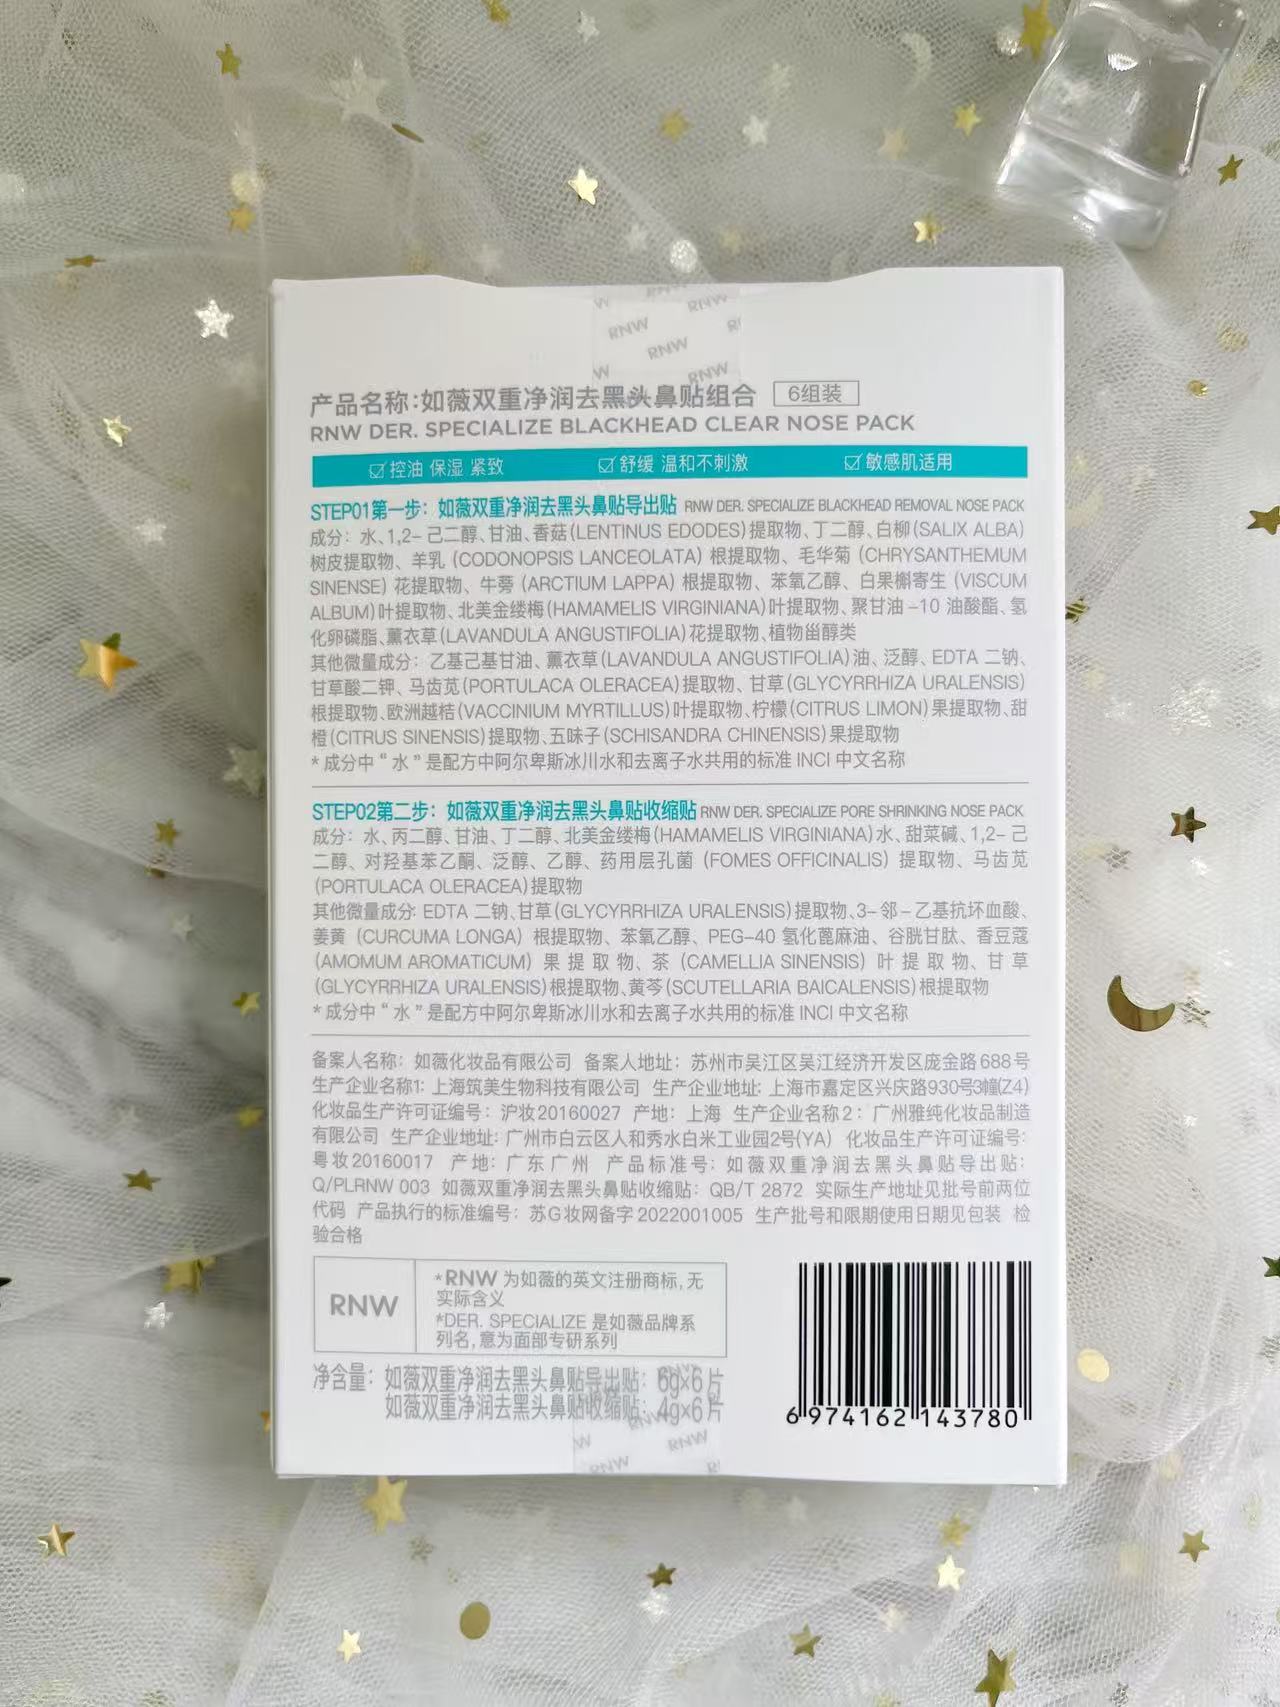 RNW
RNW
RNW
RNW
产品名称:如薇双重净润去黑头鼻贴组合 6组装
RNW DER. SPECIALIZE BLACKHEAD CLEAR NOSE PACK
☑控油 保湿 紧致 ☑舒缓 温和不刺激 ☑敏感肌适用
STEP01第一步：如薇双重净润去黑头鼻贴导出贴 RNW DER. SPECIALIZE BLACKHEAD REMOVAL NOSE PACK
成分：水、1,2-己二醇、甘油、香菇(LENTINUS EDODES)提取物、丁二醇、白柳(SALIX ALBA)
树皮提取物、羊乳(CODONOPSIS LANCEOLATA)根提取物、毛华菊(CHRYSANTHEMUM
SINENSE)花提取物、牛蒡(ARCTIUM LAPPA)根提取物、苯氧乙醇、白果槲寄生(VISCUM
ALBUM)叶提取物、北美金缕梅(HAMAMELIS VIRGINIANA)叶提取物、聚甘油-10 油酸酯、氢
化卵磷脂、薰衣草(LAVANDULA ANGUSTIFOLIA)花提取物、植物甾醇类
其他微量成分：乙基己基甘油、薰衣草(LAVANDULA ANGUSTIFOLIA)油、泛醇、EDTA 二钠、
甘草酸二钾、马齿苋(PORTULACA OLERACEA)提取物、甘草(GLYCYRRHIZA URALENSIS)
根提取物、欧洲越桔(VACCINIUM MYRTILLUS)叶提取物、柠檬(CITRUS LIMON)果提取物、甜
橙(CITRUS SINENSIS)提取物、五味子(SCHISANDRA CHINENSIS)果提取物
*成分中“水”是配方中阿尔卑斯冰川水和去离子水共用的标准 INCI 中文名称
STEP02第二步：如薇双重净润去黑头鼻贴收缩贴 RNW DER. SPECIALIZE PORE SHRINKING NOSE PACK
成分：水、丙二醇、甘油、丁二醇、北美金缕梅(HAMAMELIS VIRGINIANA)水、甜菜碱、1,2-己
二醇、对羟基苯乙酮、泛醇、乙醇、药用层孔菌(FOMES OFFICINALIS)提取物、马齿苋
(PORTULACA OLERACEA)提取物
其他微量成分：EDTA 二钠、甘草(GLYCYRRHIZA URALENSIS)提取物、3-邻-乙基抗坏血酸、
姜黄(CURCUMA LONGA)根提取物、苯氧乙醇、PEG-40 氢化蓖麻油、谷胱甘肽、香豆蔻
(AMOMUM AROMATICUM)果提取物、茶(CAMELLIA SINENSIS)叶提取物、甘草
(GLYCYRRHIZA URALENSIS)根提取物、黄芩(SCUTELLARIA BAICALENSIS)根提取物
*成分中“水”是配方中阿尔卑斯冰川水和去离子水共用的标准 INCI 中文名称
备案人名称：如薇化妆品有限公司 备案人地址：苏州市吴江区吴江经济开发区庞金路688号
生产企业名称1：上海筑美生物科技有限公司 生产企业地址：上海市嘉定区兴庆路930号3幢(Z4)
化妆品生产许可证编号：沪妆20160027 产地：上海 生产企业名称2：广州雅纯化妆品制造
有限公司 生产企业地址：广州市白云区人和秀水白米工业园2号(YA) 化妆品生产许可证编号：
粤妆20160017 产地：广东广州 产品标准号：如薇双重净润去黑头鼻贴导出贴：
Q/PLRNW 003 如薇双重净润去黑头鼻贴收缩贴：QB/T 2872 实际生产地址见批号前两位
代码 产品执行的标准编号：苏G妆网备字2022001005 生产批号和限期使用日期见包装 检
验合格
RNW
*RNW 为如薇的英文注册商标，无
实际含义
*DER. SPECIALIZE 是如薇品牌系
列名，意为面部专研系列
净含量：如薇双重净润去黑头鼻贴导出贴：6g×6片
如薇双重净润去黑头鼻贴收缩贴：4g×6片
RNW
RNW
RNW
6 974162 143780